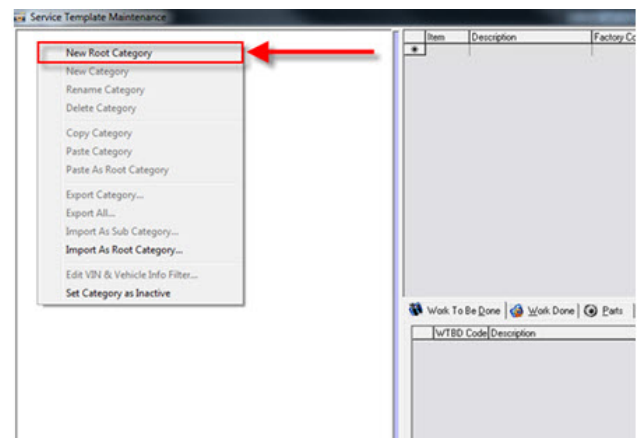 Service Template Maintenance
New Root Category
New Category
Rename Category
Delete Category
Copy Category
Paste Category
Paste As Root Category
Export Category...
Export All...
Import As Sub Category...
Import As Root Category...
Edit VIN & Vehicle Info Filter...
Set Category as Inactive
Item Description Factory Co
Work To Be Done Work Done Parts
WTBD Code Description